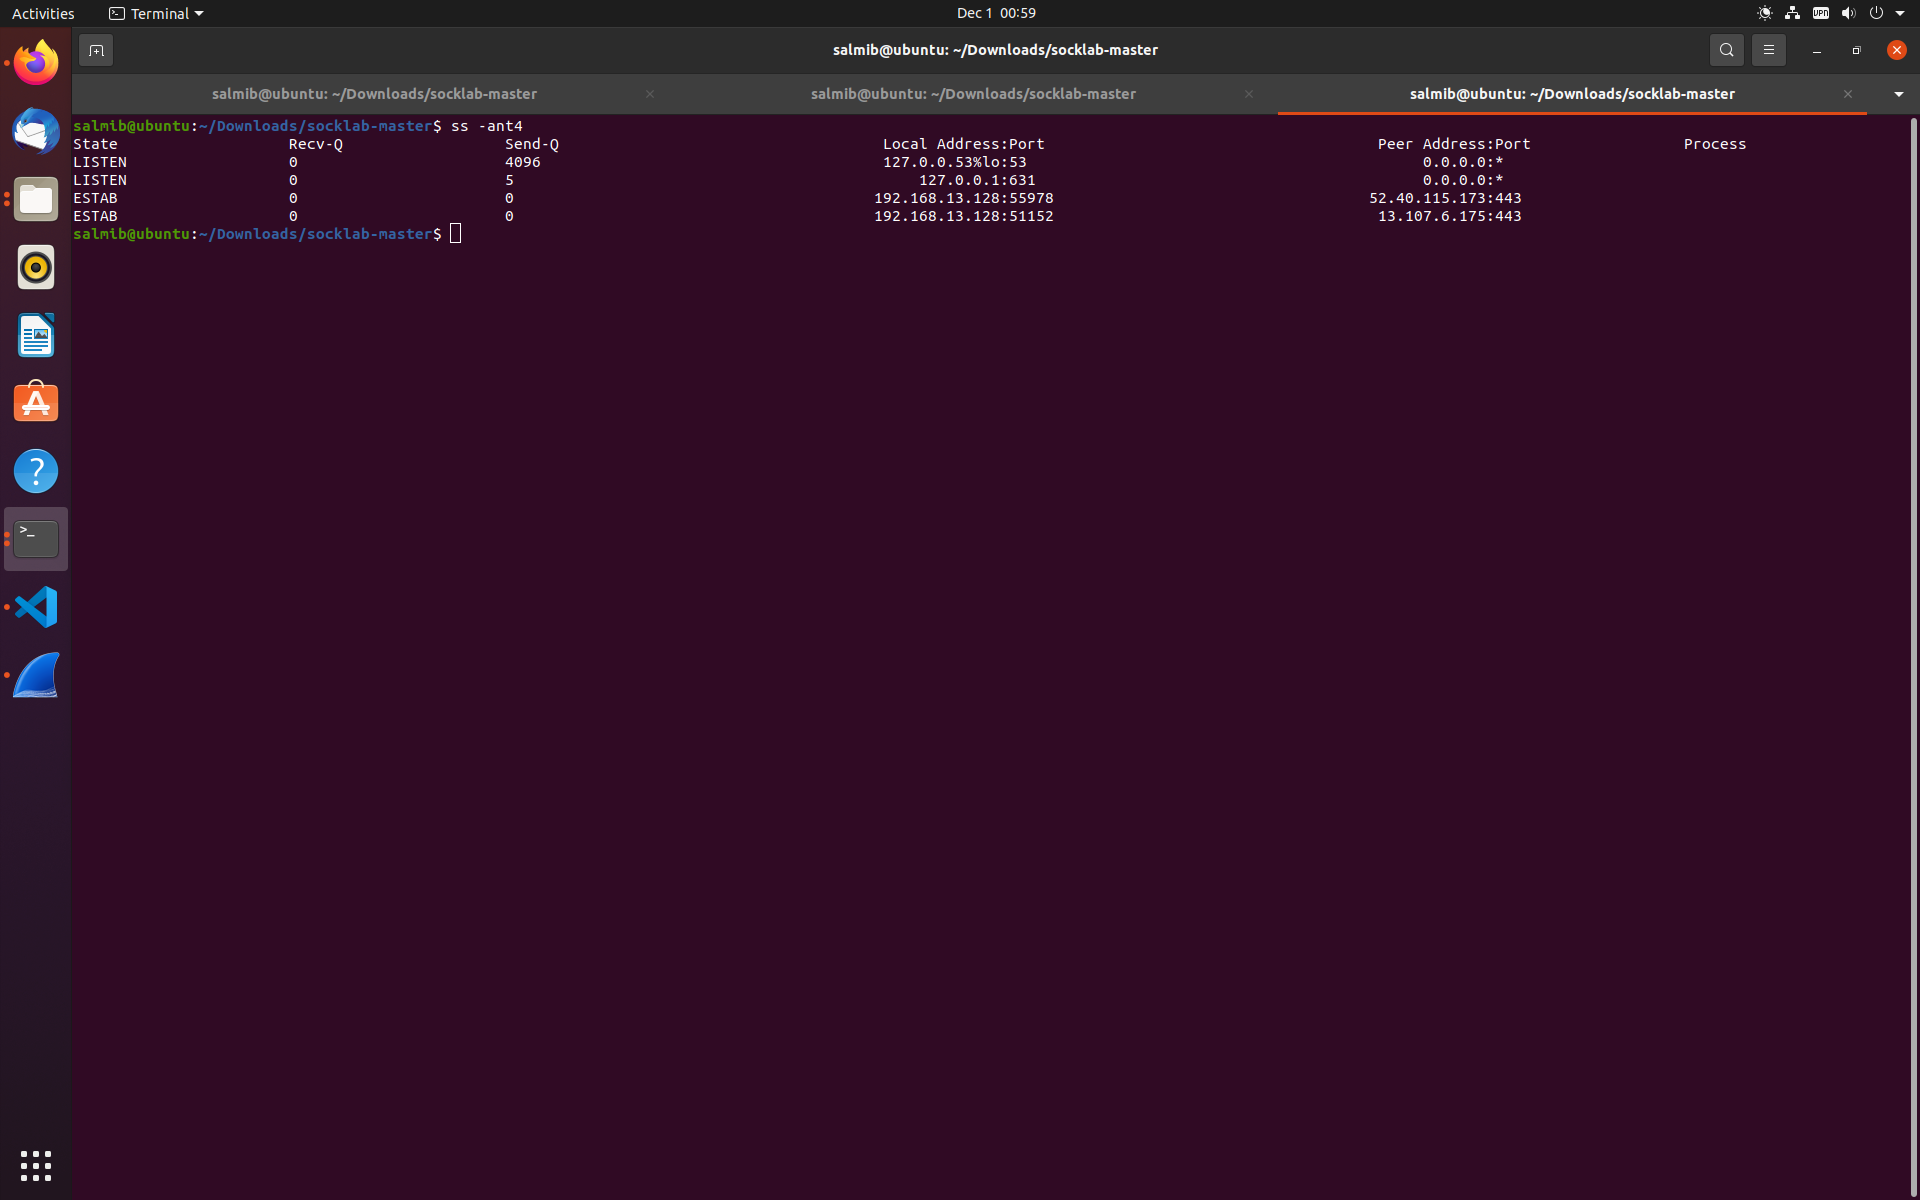 Activities Terminal Dec 1 00:59 VPN
salmib@ubuntu: ~/Downloads/socklab-master
salmib@ubuntu: ~/Downloads/socklab-master salmib@ubuntu: ~/Downloads/socklab-master salmib@ubuntu: ~/Downloads/socklab-master
salmib@ubuntu:~/Downloads/socklab-master$ ss -ant4
State Recv-Q Send-Q Local Address:Port Peer Address:Port Process
LISTEN 0 4096 127.0.0.53%lo:53 0.0.0.0:*
LISTEN 0 5 127.0.0.1:631 0.0.0.0:*
ESTAB 0 0 192.168.13.128:55978 52.40.115.173:443
ESTAB 0 0 192.168.13.128:51152 13.107.6.175:443
salmib@ubuntu:~/Downloads/socklab-master$